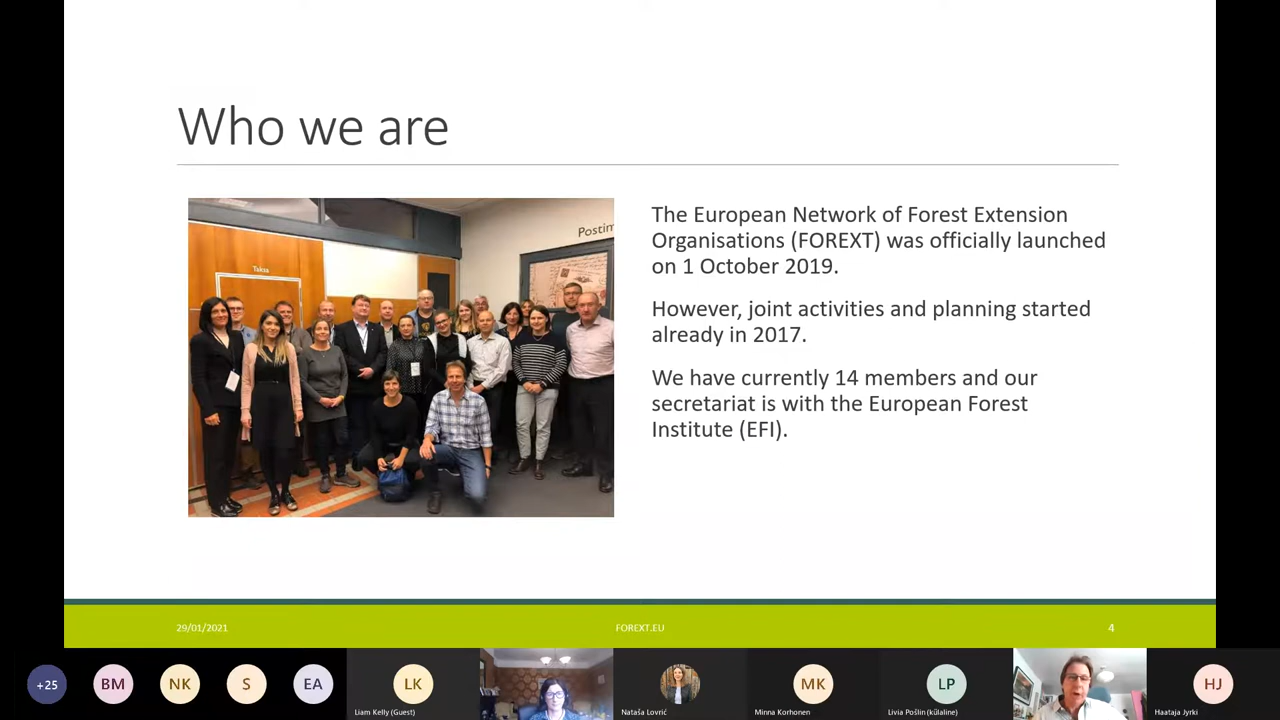 Who we are
Takso
Postim
The European Network of Forest Extension
Organisations (FOREXT) was officially launched
on 1 October 2019.
However, joint activities and planning started
already in 2017.
We have currently 14 members and our
secretariat is with the European Forest
Institute (EFI).
29/01/2021
FOREXT.EU
4
+25
BM
NK
S
EA
LK
MK
LP
HJ
Liam Kelly (Guest)
Nataša Lovrić
Minna Korhonen
Livia Pošlin (külaline)
Haataja Jyrki